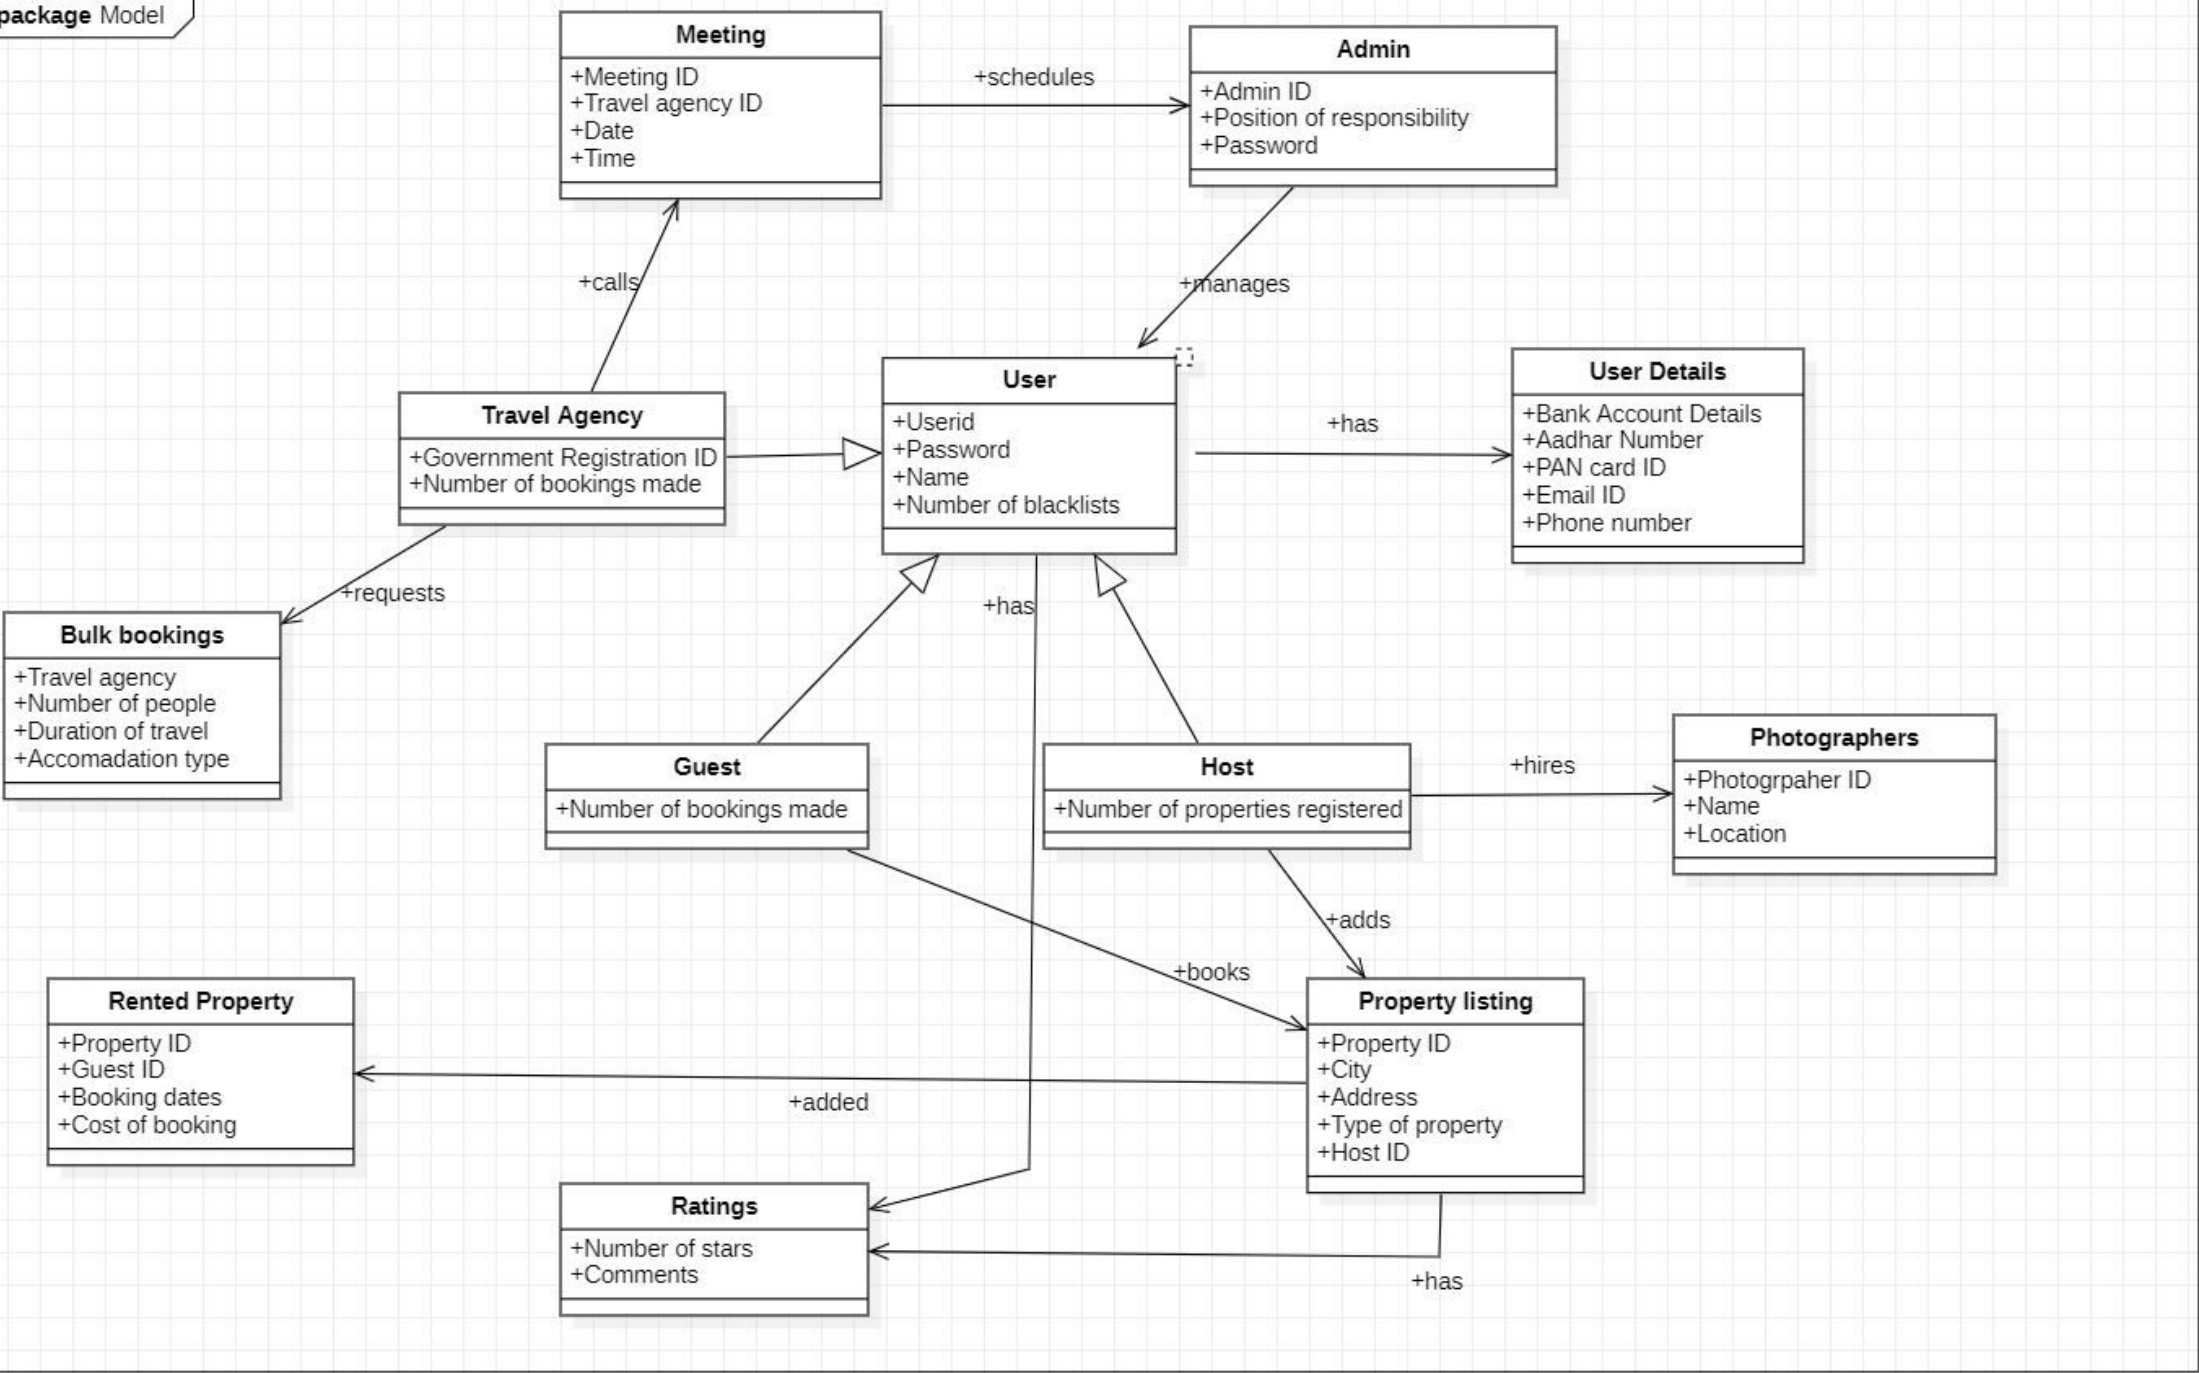 package Model
Meeting
+Meeting ID
+Travel agency ID
+Date
+Time
+schedules
Admin
+Admin ID
+Position of responsibility
+Password
+calls
+manages
Travel Agency
+Government Registration ID
+Number of bookings made
User
+Userid
+Password
+Name
+Number of blacklists
+has
User Details
+Bank Account Details
+Aadhar Number
+PAN card ID
+Email ID
+Phone number
+requests
+has
Bulk bookings
+Travel agency
+Number of people
+Duration of travel
+Accomadation type
Guest
+Number of bookings made
Host
+Number of properties registered
+hires
Photographers
+Photogrpaher ID
+Name
+Location
+adds
+books
Rented Property
+Property ID
+Guest ID
+Booking dates
+Cost of booking
+added
Property listing
+Property ID
+City
+Address
+Type of property
+Host ID
Ratings
+Number of stars
+Comments
+has